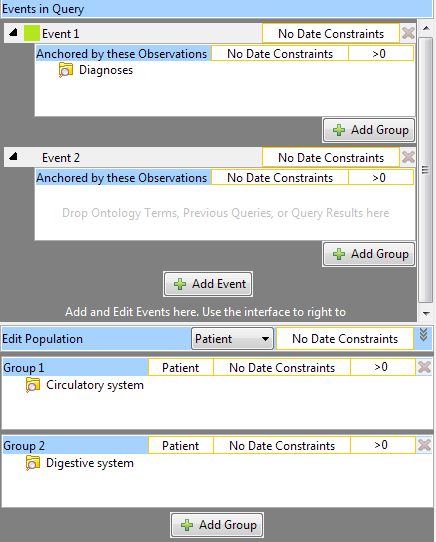 Events in Query
Event 1 No Date Constraints
Anchored by these Observations No Date Constraints >0
Diagnoses
Add Group
Event 2 No Date Constraints
Anchored by these Observations No Date Constraints >0
Drop Ontology Terms, Previous Queries, or Query Results here
Add Group
Add Event
Add and Edit Events here. Use the interface to right to
Edit Population Patient No Date Constraints
Group 1 Patient No Date Constraints >0
Circulatory system
Group 2 Patient No Date Constraints >0
Digestive system
Add Group